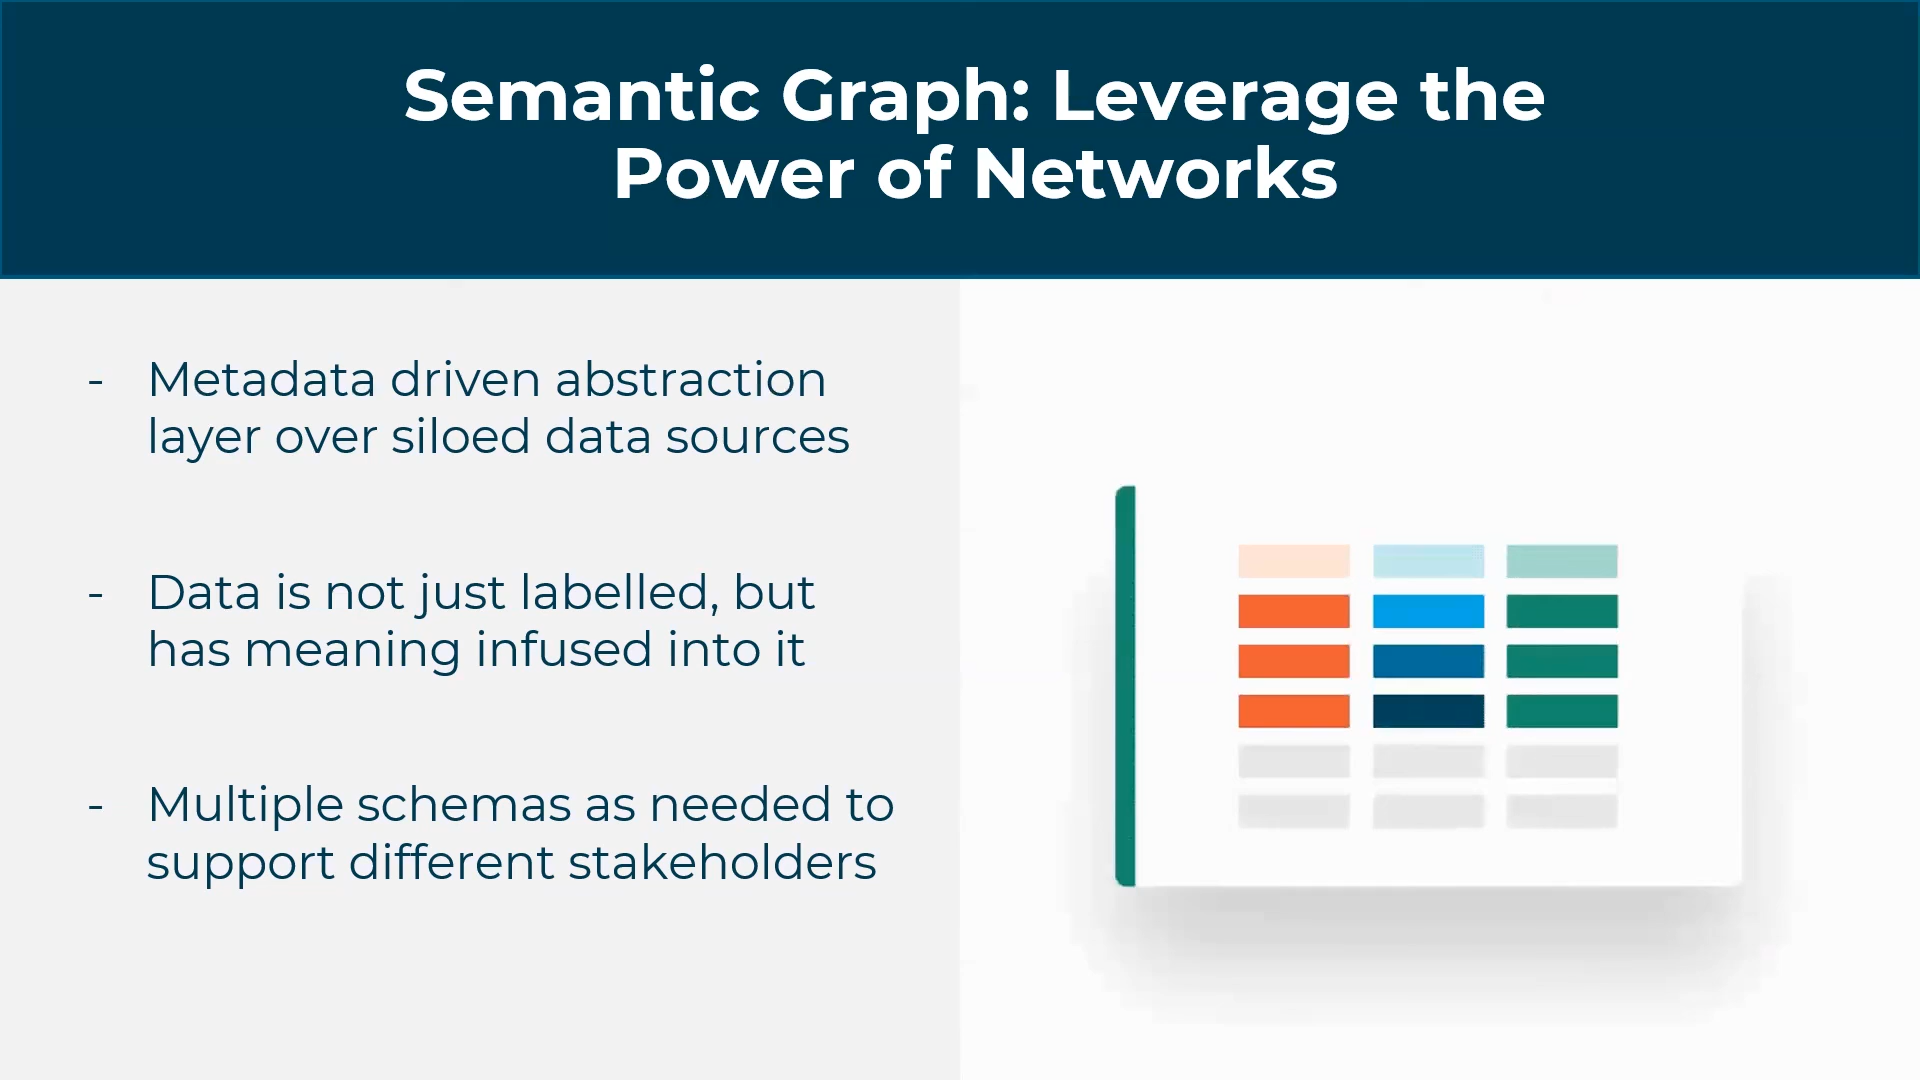 Semantic Graph: Leverage the
Power of Networks
- Metadata driven abstraction
layer over siloed data sources
- Data is not just labelled, but
has meaning infused into it
- Multiple schemas as needed to
support different stakeholders